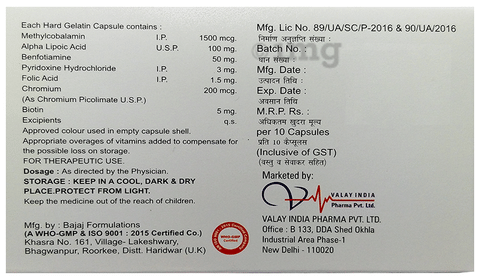 Each Hard Gelatin Capsule contains :
Methylcobalamin I.P. 1500 mcg.
Alpha Lipoic Acid U.S.P. 100 mg.
Benfotiamine 50 mg.
Pyridoxine Hydrochloride I.P. 3 mg.
Folic Acid I.P. 1.5 mg.
Chromium 200 mcg.
(As Chromium Picolimate U.S.P.)
Biotin 5 mg.
Excipients q.s.
Approved colour used in empty capsule shell.
Appropriate overages of vitamins added to compensate for
the possible loss on storage.
FOR THERAPEUTIC USE.
Dosage : As directed by the Physician.
STORAGE : KEEP IN A COOL, DARK & DRY
PLACE.PROTECT FROM LIGHT.
Keep the medicine out of the reach of children.
Mfg. by : Bajaj Formulations
(A WHO-GMP & ISO 9001 : 2015 Certified Co.)
Khasra No. 161, Village- Lakeshwary,
Bhagwanpur, Roorkee, Distt. Haridwar (U.K)
WHO-GMP
Certified
Mfg. Lic No. 89/UA/SC/P-2016 & 90/UA/2016
निर्माण अनुज्ञप्ति संख्या :
Batch No. :
घान संख्या
Mfg. Date :
उत्पादन तिथि
Exp. Date :
अवसान तिथि
M.R.P. Rs :
अधिकतम खुदरा मूल्य
per 10 Capsules
प्रति 10 कैप्सूलस
(Inclusive of GST)
(वस्तु व सेवाकर सहित)
Marketed by:
VALAY INDIA
Pharma Pvt. Ltd.
VALAY INDIA PHARMA PVT. LTD.
Office : B 133, DDA Shed Okhla
Industrial Area Phase-1
New Delhi - 110020